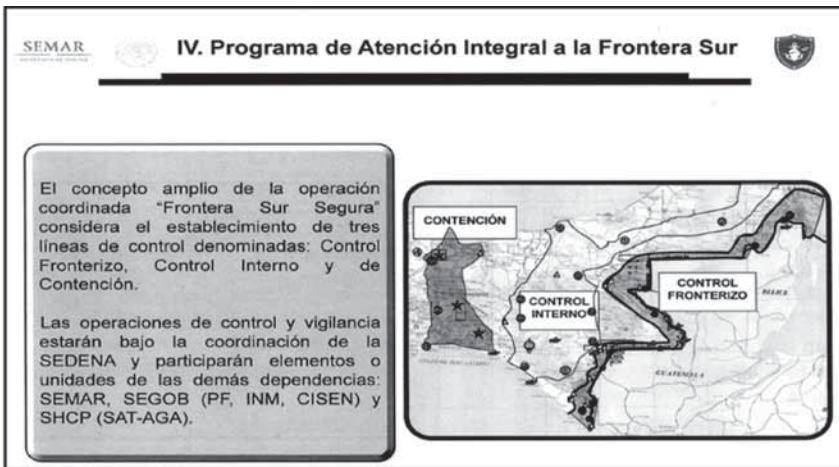 SEMAR
IV. Programa de Atención Integral a la Frontera Sur
El concepto amplio de la operación
coordinada "Frontera Sur Segura"
considera el establecimiento de tres
líneas de control denominadas: Control
Fronterizo, Control Interno y de
Contención.
Las operaciones de control y vigilancia
estarán bajo la coordinación de la
SEDENA y participarán elementos o
unidades de las demás dependencias:
SEMAR, SEGOB (PF, INM, CISEN) y
SHCP (SAT-AGA).
CONTENCIÓN
CONTROL
INTERNO
CONTROL
FRONTERIZO
BELICE
GUATEMALA